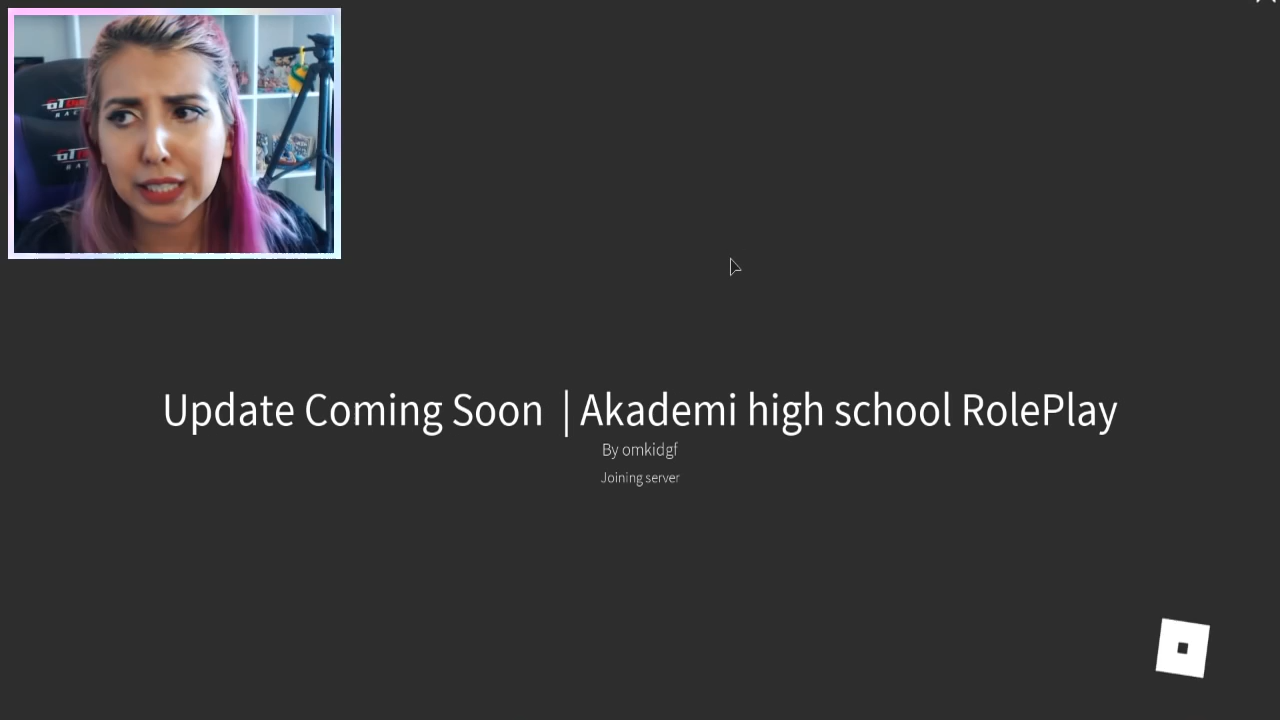 Update Coming Soon | Akademi high school RolePlay
By omkidgf
Joining server